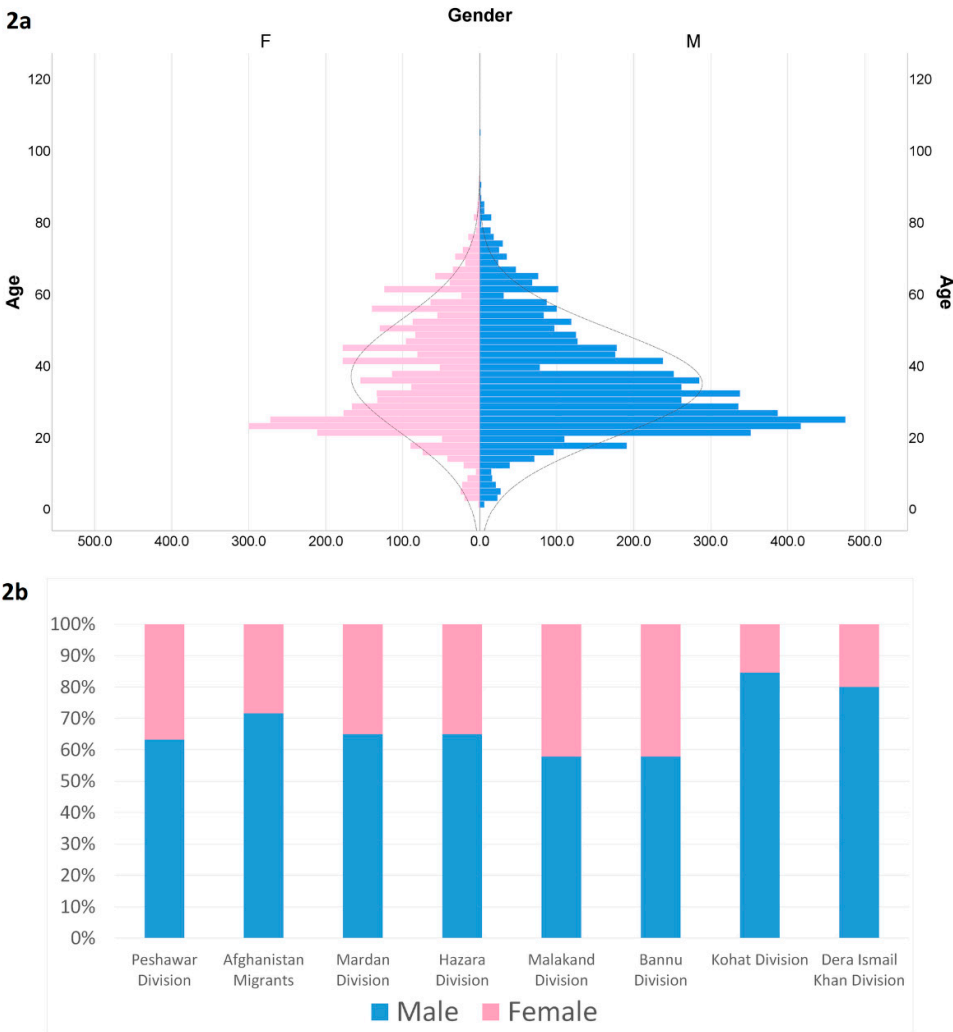 2a
Gender
F M
120 120
100 100
80 80
60 60
40 40
20 20
0 0
Age Age
500.0 400.0 300.0 200.0 100.0 0.0 100.0 200.0 300.0 400.0 500.0
2b
100%
90%
80%
70%
60%
50%
40%
30%
20%
10%
0%
Peshawar Division
Afghanistan Migrants
Mardan Division
Hazara Division
Malakand Division
Bannu Division
Kohat Division
Dera Ismail Khan Division
Male Female